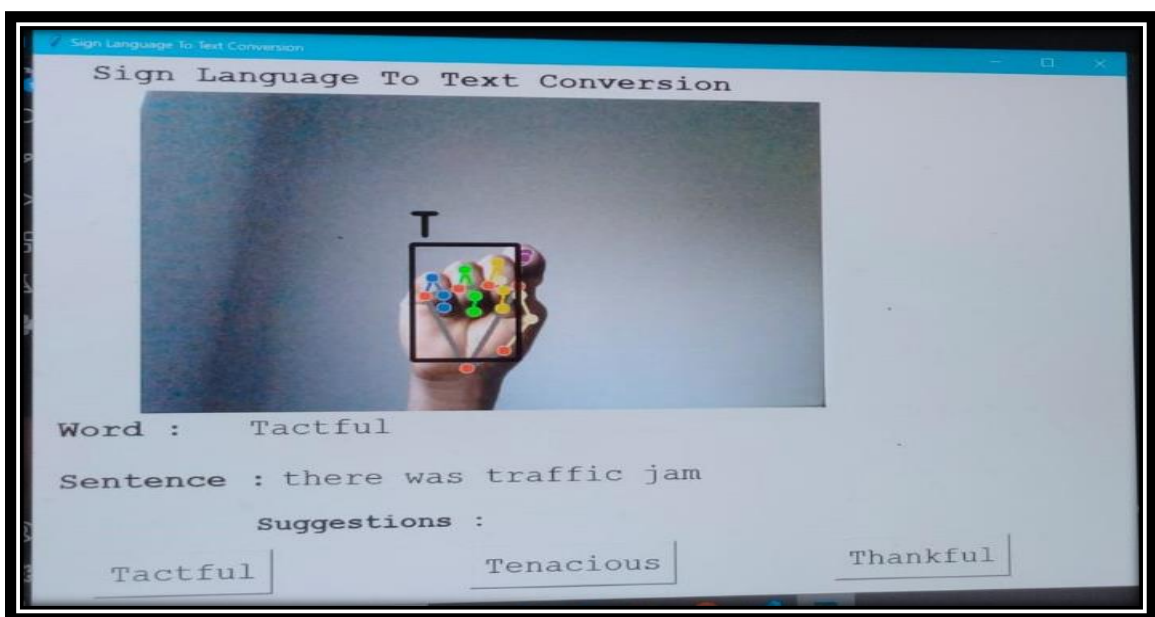 Sign Language To Text Conversion
Sign Language To Text Conversion
T
Word : Tactful
Sentence : there was traffic jam
Suggestions :
Tactful Tenacious Thankful